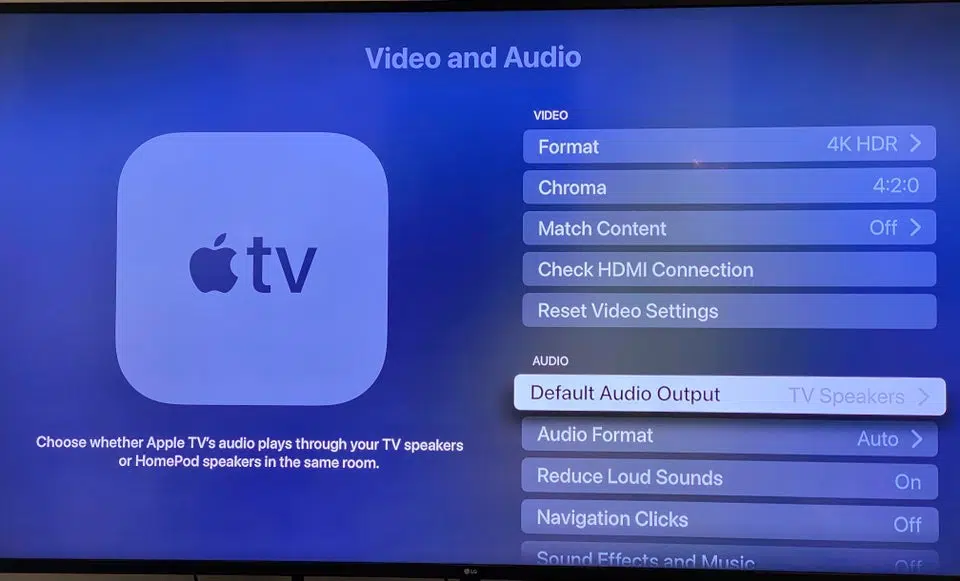 Video and Audio
VIDEO
Format 4K HDR
Chroma 4:2:0
Match Content Off
Check HDMI Connection
Reset Video Settings
tv
Choose whether Apple TV's audio plays through your TV speakers
or HomePod speakers in the same room.
AUDIO
Default Audio Output TV Speakers
Audio Format Auto
Reduce Loud Sounds On
Navigation Clicks Off
Sound Effects and Music Off
LG